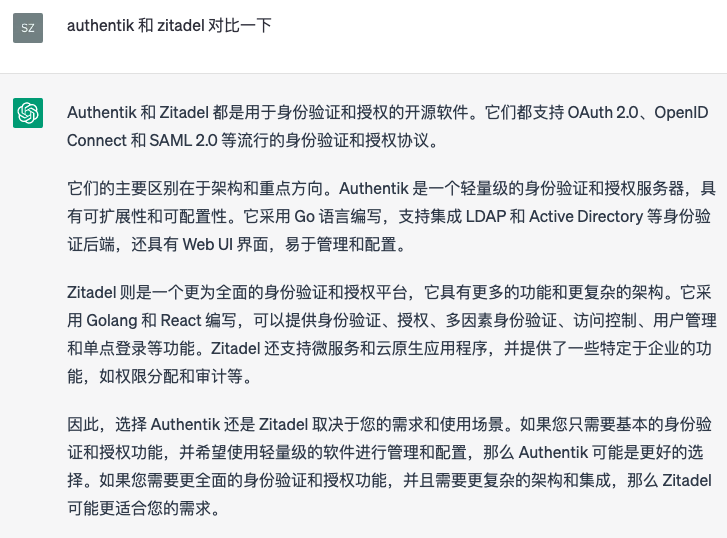 SZ
authentik 和 zitadel 对比一下
Authentik 和 Zitadel 都是用于身份验证和授权的开源软件。它们都支持 OAuth 2.0、OpenID
Connect 和 SAML 2.0 等流行的身份验证和授权协议。
它们的主要区别在于架构和重点方向。Authentik 是一个轻量级的身份验证和授权服务器，具
有可扩展性和可配置性。它采用 Go 语言编写，支持集成 LDAP 和 Active Directory 等身份验
证后端，还具有 Web UI 界面，易于管理和配置。
Zitadel 则是一个更为全面的身份验证和授权平台，它具有更多的功能和更复杂的架构。它采
用 Golang 和 React 编写，可以提供身份验证、授权、多因素身份验证、访问控制、用户管理
和单点登录等功能。Zitadel 还支持微服务和云原生应用程序，并提供了一些特定于企业的功
能，如权限分配和审计等。
因此，选择 Authentik 还是 Zitadel 取决于您的需求和使用场景。如果您只需要基本的身份验
证和授权功能，并希望使用轻量级的软件进行管理和配置，那么 Authentik 可能是更好的选
择。如果您需要更全面的身份验证和授权功能，并且需要更复杂的架构和集成，那么 Zitadel
可能更适合您的需求。